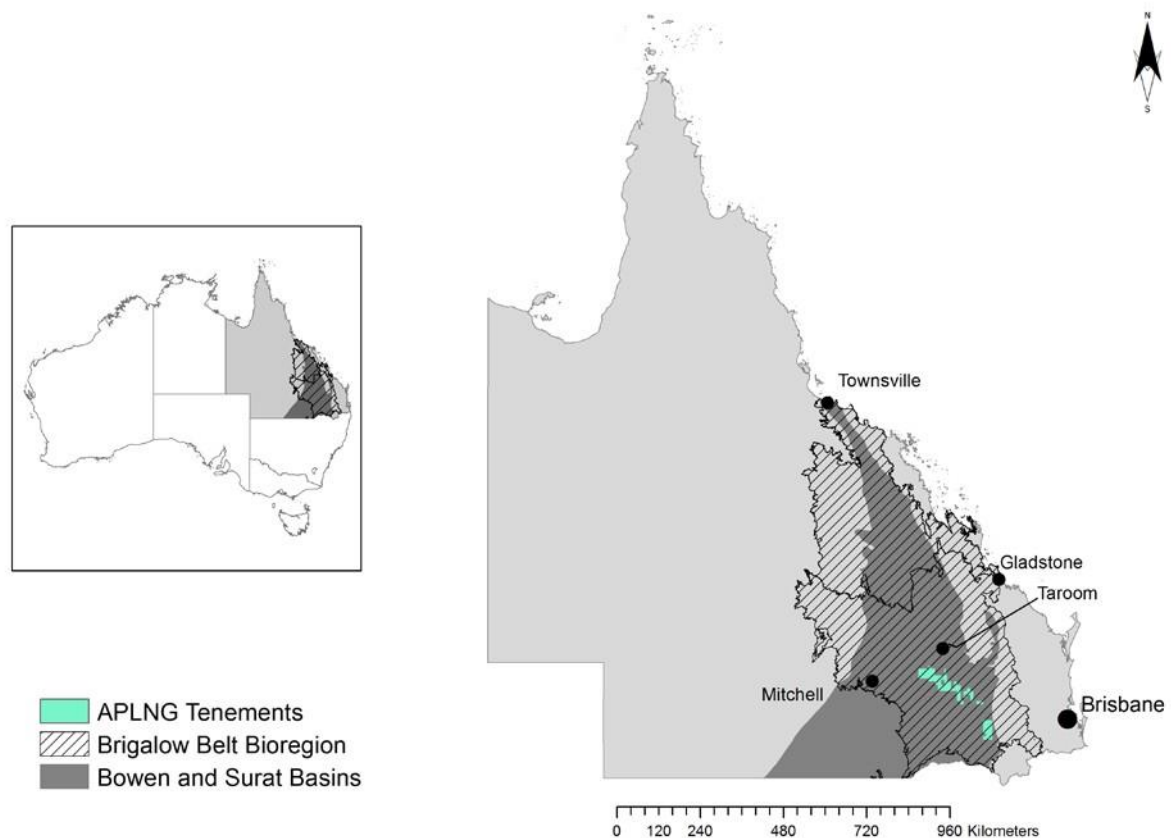 N
S
Townsville
Gladstone
Taroom
Mitchell
Brisbane
APLNG Tenements
Brigalow Belt Bioregion
Bowen and Surat Basins
0 120 240 480 720 960 Kilometers